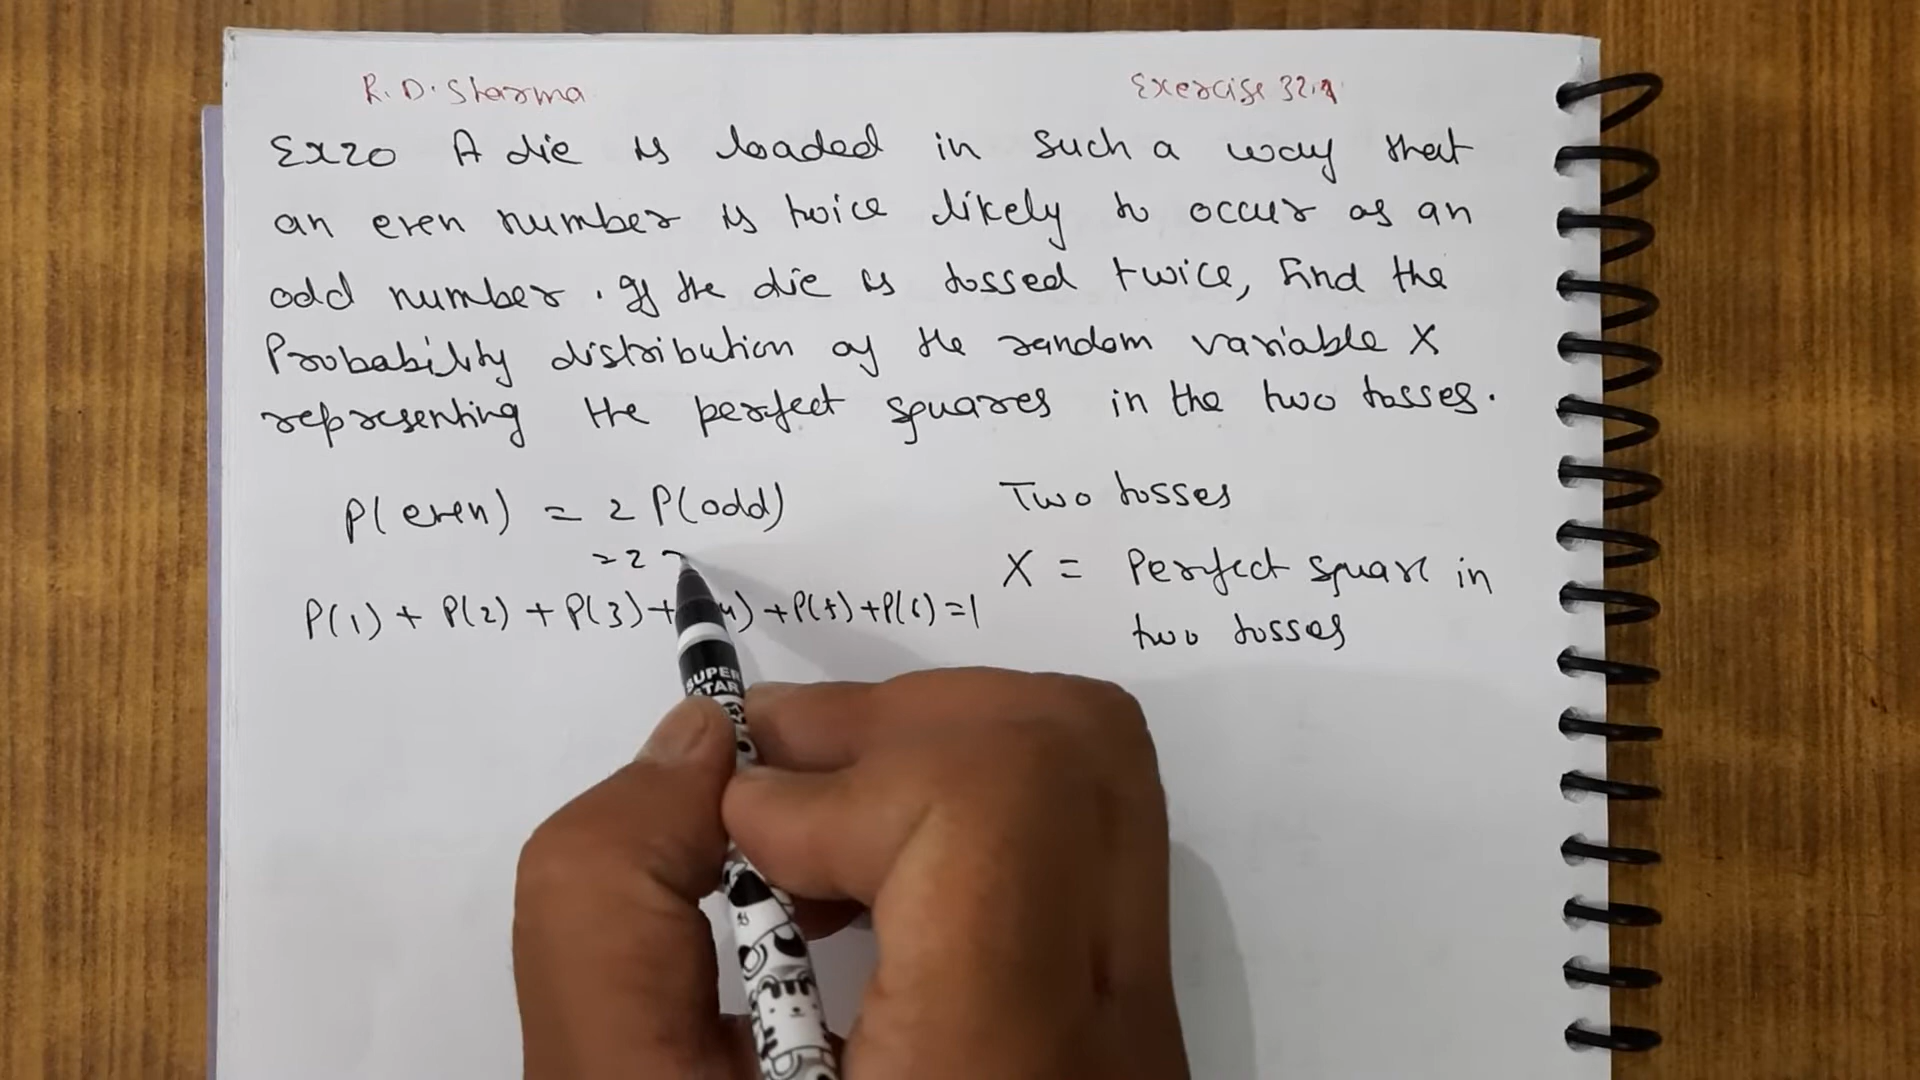 R.D. Sharma
Exercise 32.1
Ex20 A die is loaded in such a way that
an even number is twice likely to occur as an
odd number. If the die is tossed twice, Find the
Probability distribution of the random variable X
representing the perfect squares in the two tosses.
P(even) = 2 P(odd)
= 2
P(1) + P(2) + P(3) + 4) + P(5) + P(6) = 1
Two tosses
X = Perfect square in
two tosses
SUPER
STAR